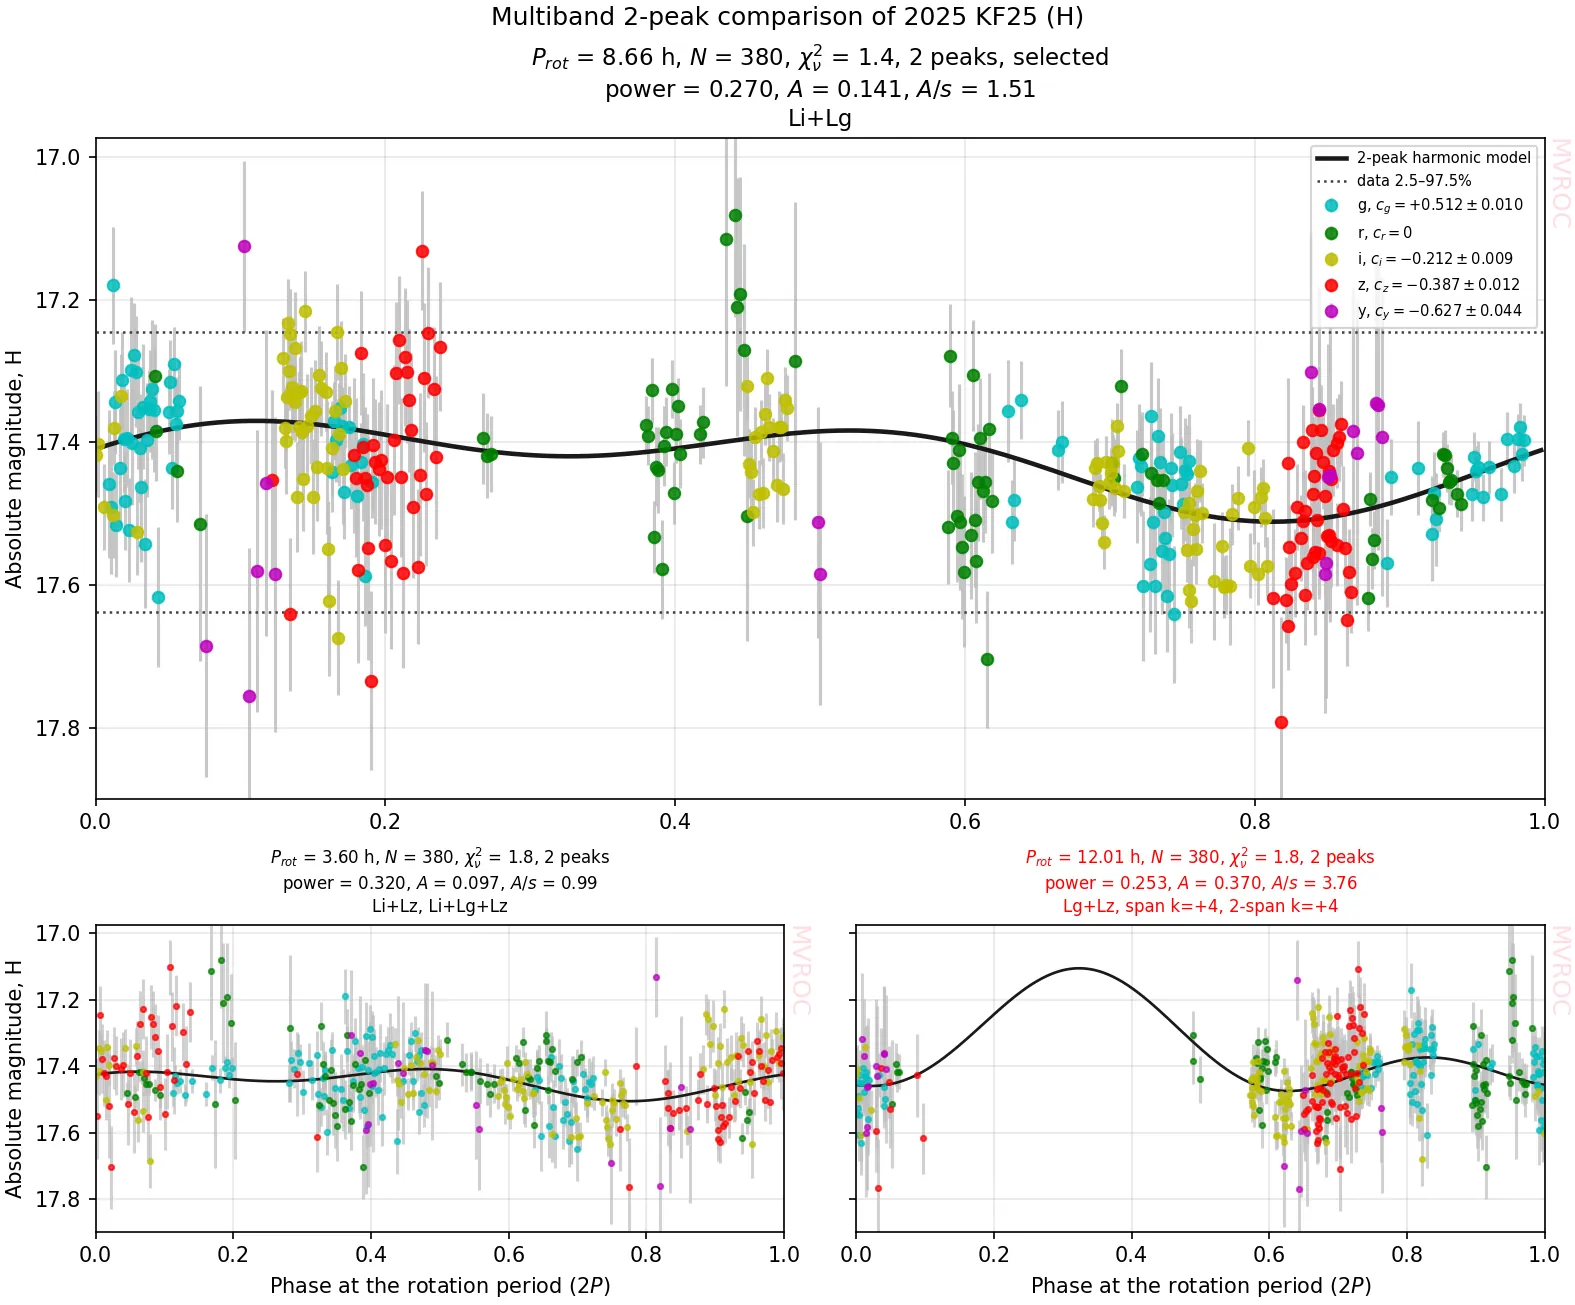 Multiband 2-peak comparison of 2025 KF25 (H)
P_rot = 8.66 h, N = 380, χ²_ν = 1.4, 2 peaks, selected
power = 0.270, A = 0.141, A/s = 1.51
Li+Lg
MVROC
2-peak harmonic model
data 2.5–97.5%
g, c_g = +0.512 ± 0.010
r, c_r = 0
i, c_i = −0.212 ± 0.009
z, c_z = −0.387 ± 0.012
y, c_y = −0.627 ± 0.044
Absolute magnitude, H
17.0
17.2
17.4
17.6
17.8
0.0 0.2 0.4 0.6 0.8 1.0
P_rot = 3.60 h, N = 380, χ²_ν = 1.8, 2 peaks
power = 0.320, A = 0.097, A/s = 0.99
Li+Lz, Li+Lg+Lz
MVROC
Absolute magnitude, H
17.0
17.2
17.4
17.6
17.8
0.0 0.2 0.4 0.6 0.8 1.0
Phase at the rotation period (2P)
P_rot = 12.01 h, N = 380, χ²_ν = 1.8, 2 peaks
power = 0.253, A = 0.370, A/s = 3.76
Lg+Lz, span k=+4, 2-span k=+4
MVROC
0.0 0.2 0.4 0.6 0.8 1.0
Phase at the rotation period (2P)